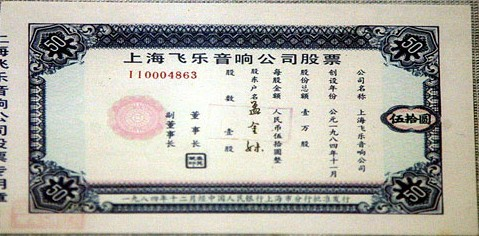 上海飞乐音响公司股票
II0004863
公司名称 上海飞乐音响公司
创设年份 公元一九八四年十一月
股份总额 壹万股
每股金额 人民币伍拾圆整
股东户名
股数 壹股
董事长
副董事长
伍拾圆
50
50
50
50
一九八四年十二月经中国人民银行上海市分行批准发行
上海飞乐音响公司股票专用章